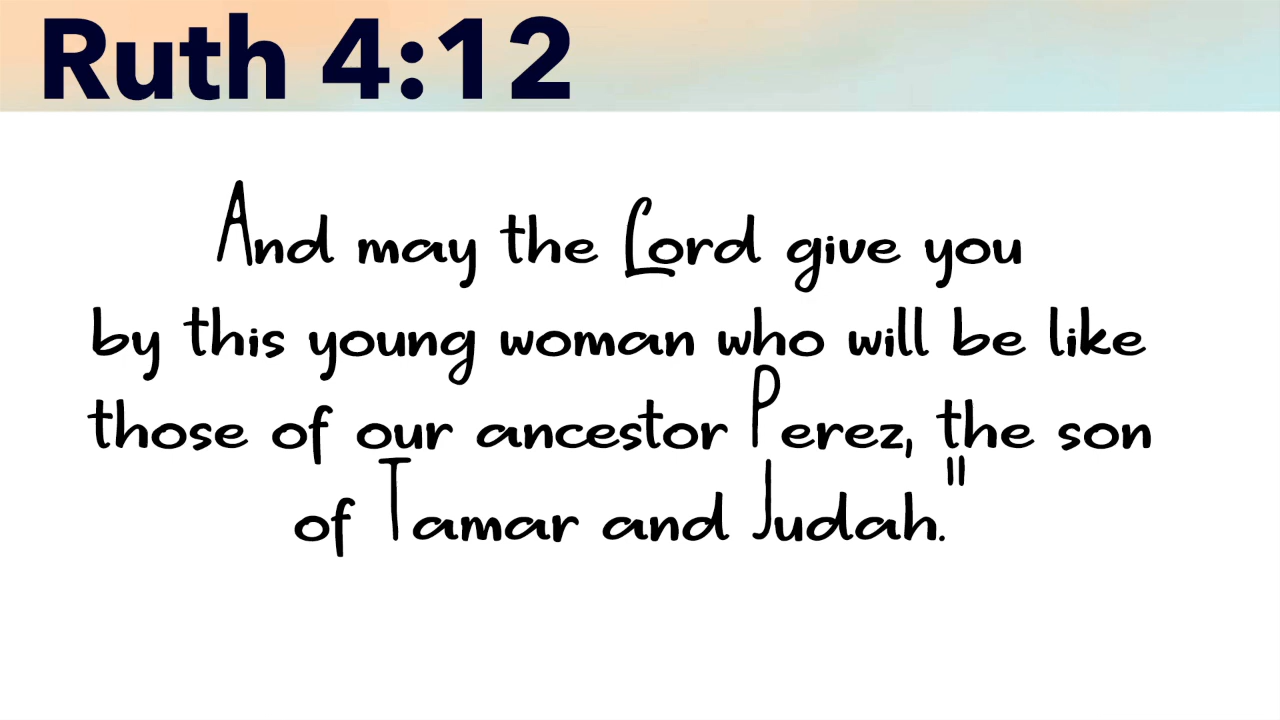 Ruth 4:12
And may the Lord give you
by this young woman who will be like
those of our ancestor Perez, the son
of Tamar and Judah."